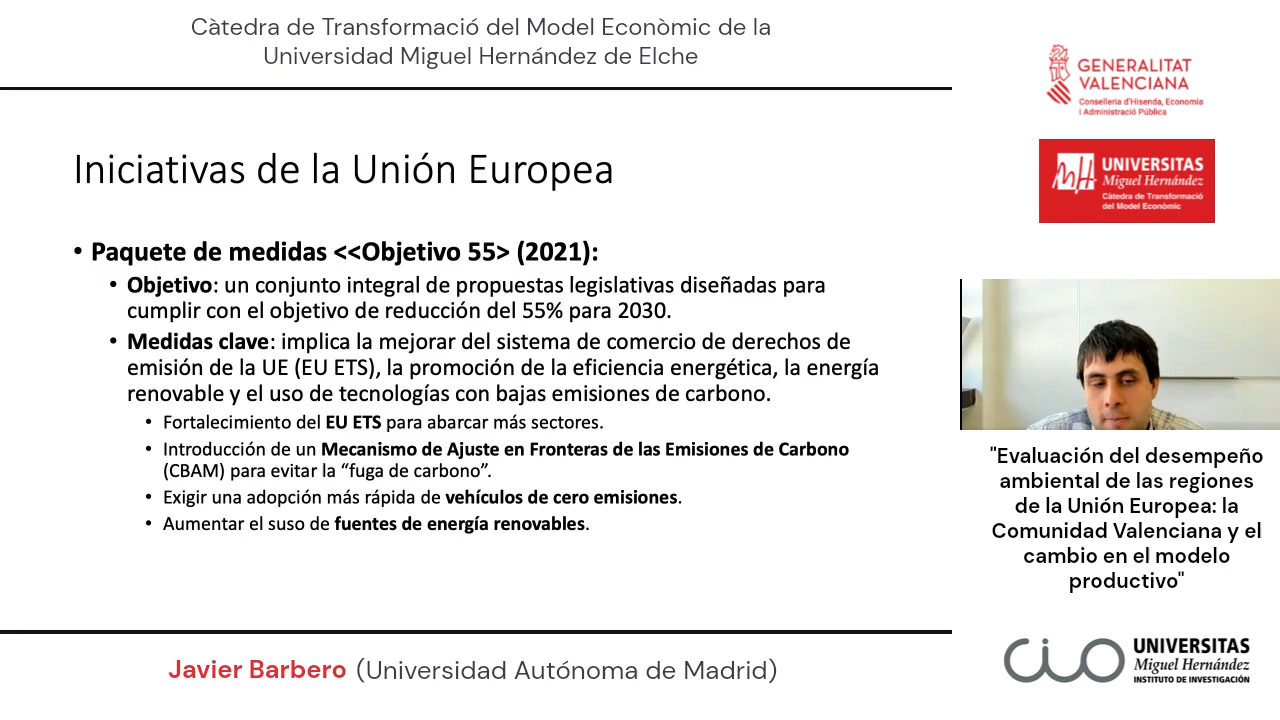 Càtedra de Transformació del Model Econòmic de la
Universidad Miguel Hernández de Elche
Iniciativas de la Unión Europea
• Paquete de medidas <<Objetivo 55> (2021):
• Objetivo: un conjunto integral de propuestas legislativas diseñadas para
cumplir con el objetivo de reducción del 55% para 2030.
• Medidas clave: implica la mejorar del sistema de comercio de derechos de
emisión de la UE (EU ETS), la promoción de la eficiencia energética, la energía
renovable y el uso de tecnologías con bajas emisiones de carbono.
• Fortalecimiento del EU ETS para abarcar más sectores.
• Introducción de un Mecanismo de Ajuste en Fronteras de las Emisiones de Carbono
(CBAM) para evitar la “fuga de carbono”.
• Exigir una adopción más rápida de vehículos de cero emisiones.
• Aumentar el suso de fuentes de energía renovables.
Javier Barbero (Universidad Autónoma de Madrid)
GENERALITAT
VALENCIANA
Conselleria d'Hisenda, Economia
i Administració Pública
UNIVERSITAS
Miguel Hernández
Càtedra de Transformació
del Model Econòmic
"Evaluación del desempeño
ambiental de las regiones
de la Unión Europea: la
Comunidad Valenciana y el
cambio en el modelo
productivo"
CIO
UNIVERSITAS
Miguel Hernández
INSTITUTO DE INVESTIGACIÓN